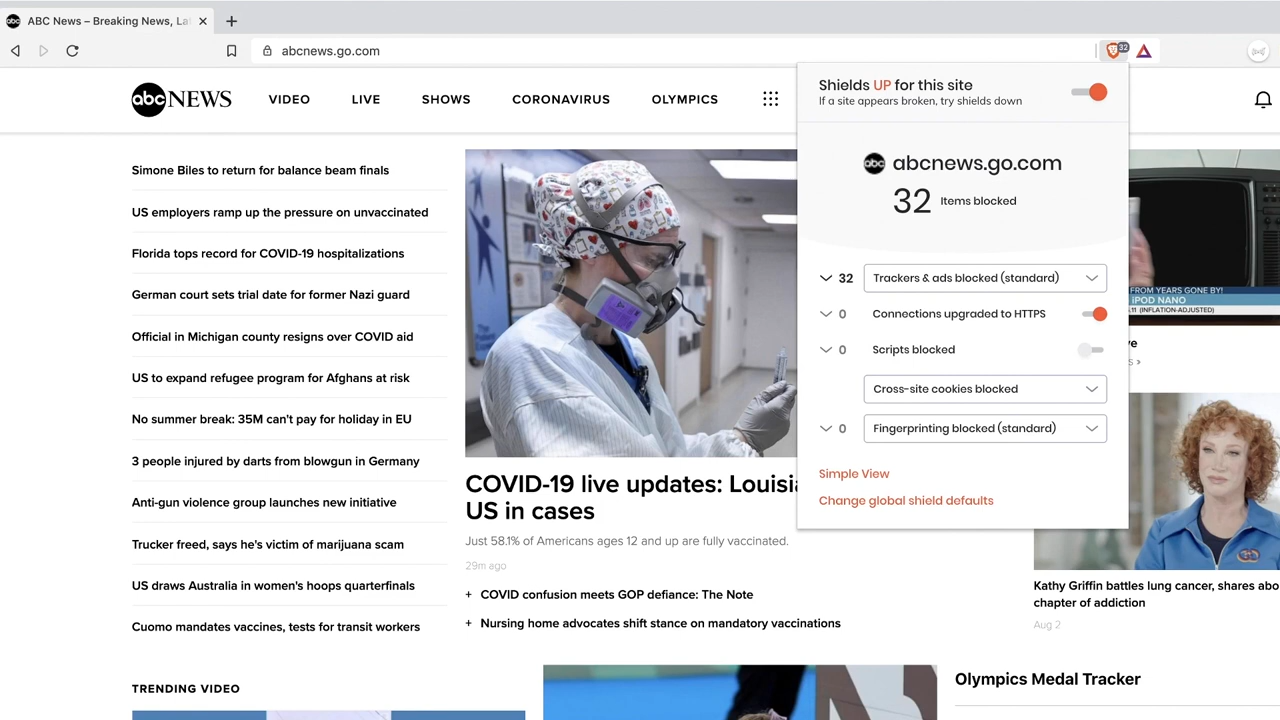 abc
ABC News – Breaking News, La
abcnews.go.com
32
abc NEWS
VIDEO
LIVE
SHOWS
CORONAVIRUS
OLYMPICS
Simone Biles to return for balance beam finals
US employers ramp up the pressure on unvaccinated
Florida tops record for COVID-19 hospitalizations
German court sets trial date for former Nazi guard
Official in Michigan county resigns over COVID aid
US to expand refugee program for Afghans at risk
No summer break: 35M can't pay for holiday in EU
3 people injured by darts from blowgun in Germany
Anti-gun violence group launches new initiative
Trucker freed, says he's victim of marijuana scam
US draws Australia in women's hoops quarterfinals
Cuomo mandates vaccines, tests for transit workers
TRENDING VIDEO
COVID-19 live updates: Louisi
US in cases
Just 58.1% of Americans ages 12 and up are fully vaccinated.
29m ago
+ COVID confusion meets GOP defiance: The Note
+ Nursing home advocates shift stance on mandatory vaccinations
Shields UP for this site
If a site appears broken, try shields down
abc abcnews.go.com
32 Items blocked
32 Trackers & ads blocked (standard)
0 Connections upgraded to HTTPS
0 Scripts blocked
Cross-site cookies blocked
0 Fingerprinting blocked (standard)
Simple View
Change global shield defaults
FROM YEARS GONE BY!
IPOD NANO
.11 (INFLATION-ADJUSTED)
ve
S >
Kathy Griffin battles lung cancer, shares abo
chapter of addiction
Aug 2
Olympics Medal Tracker